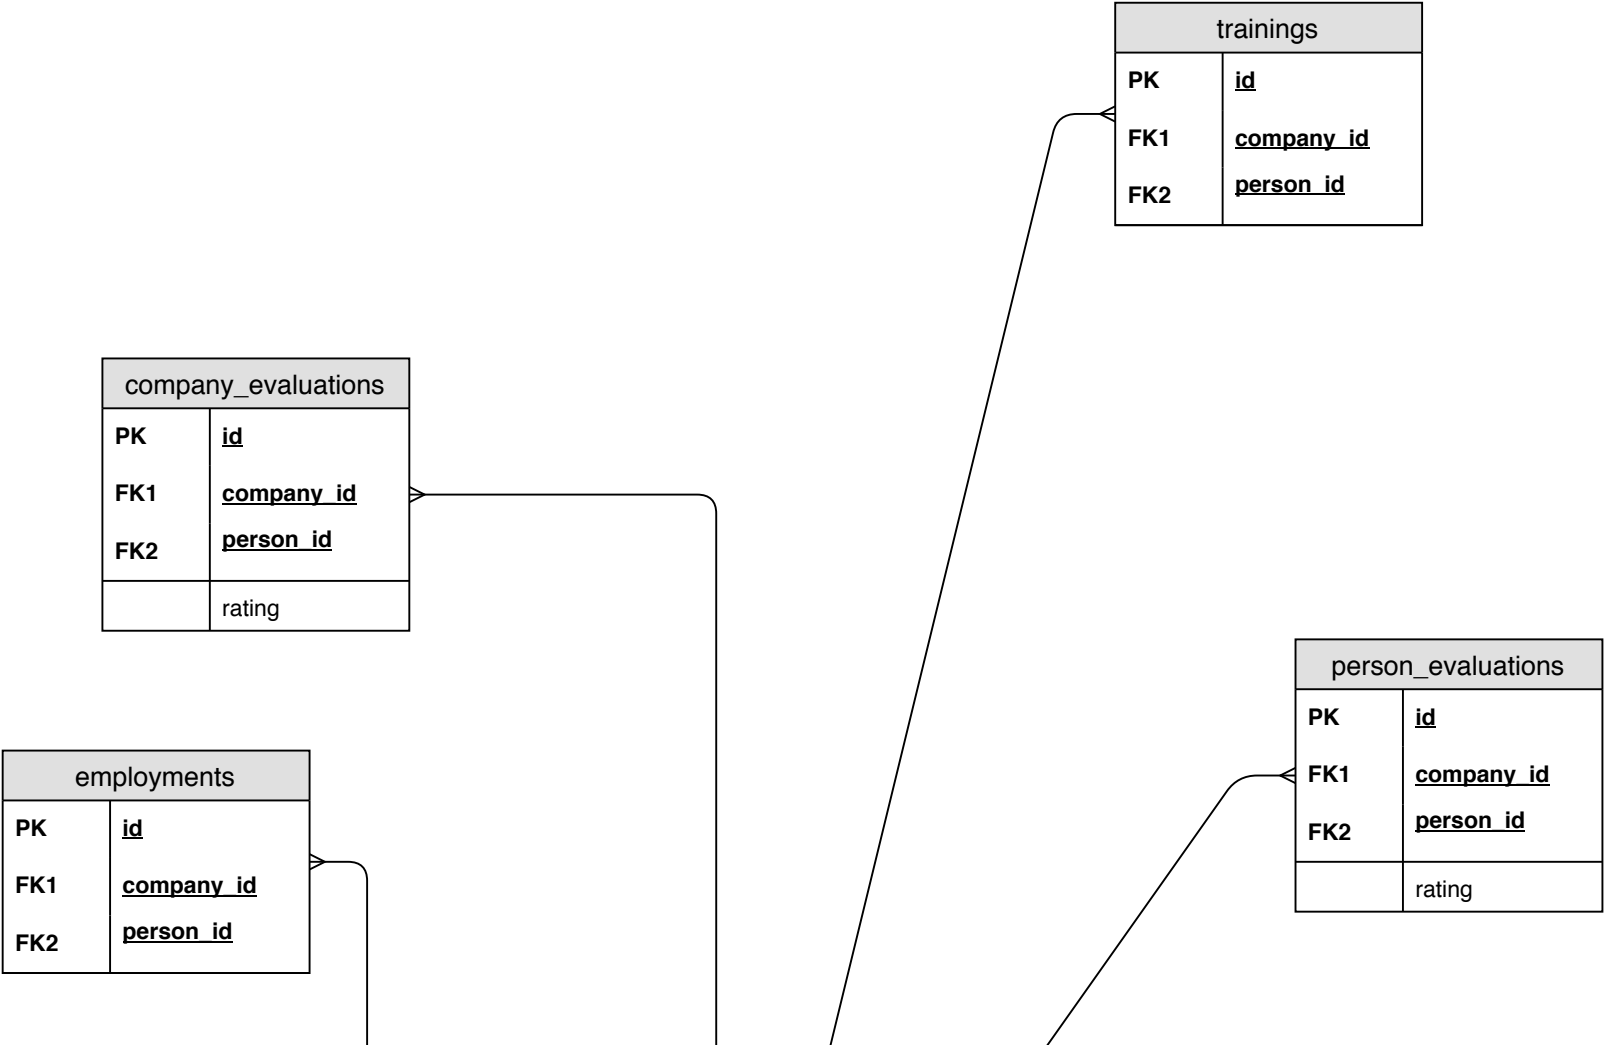 trainings
PK id
FK1 company_id
FK2 person_id
company_evaluations
PK id
FK1 company_id
FK2 person_id
rating
person_evaluations
PK id
FK1 company_id
FK2 person_id
rating
employments
PK id
FK1 company_id
FK2 person_id